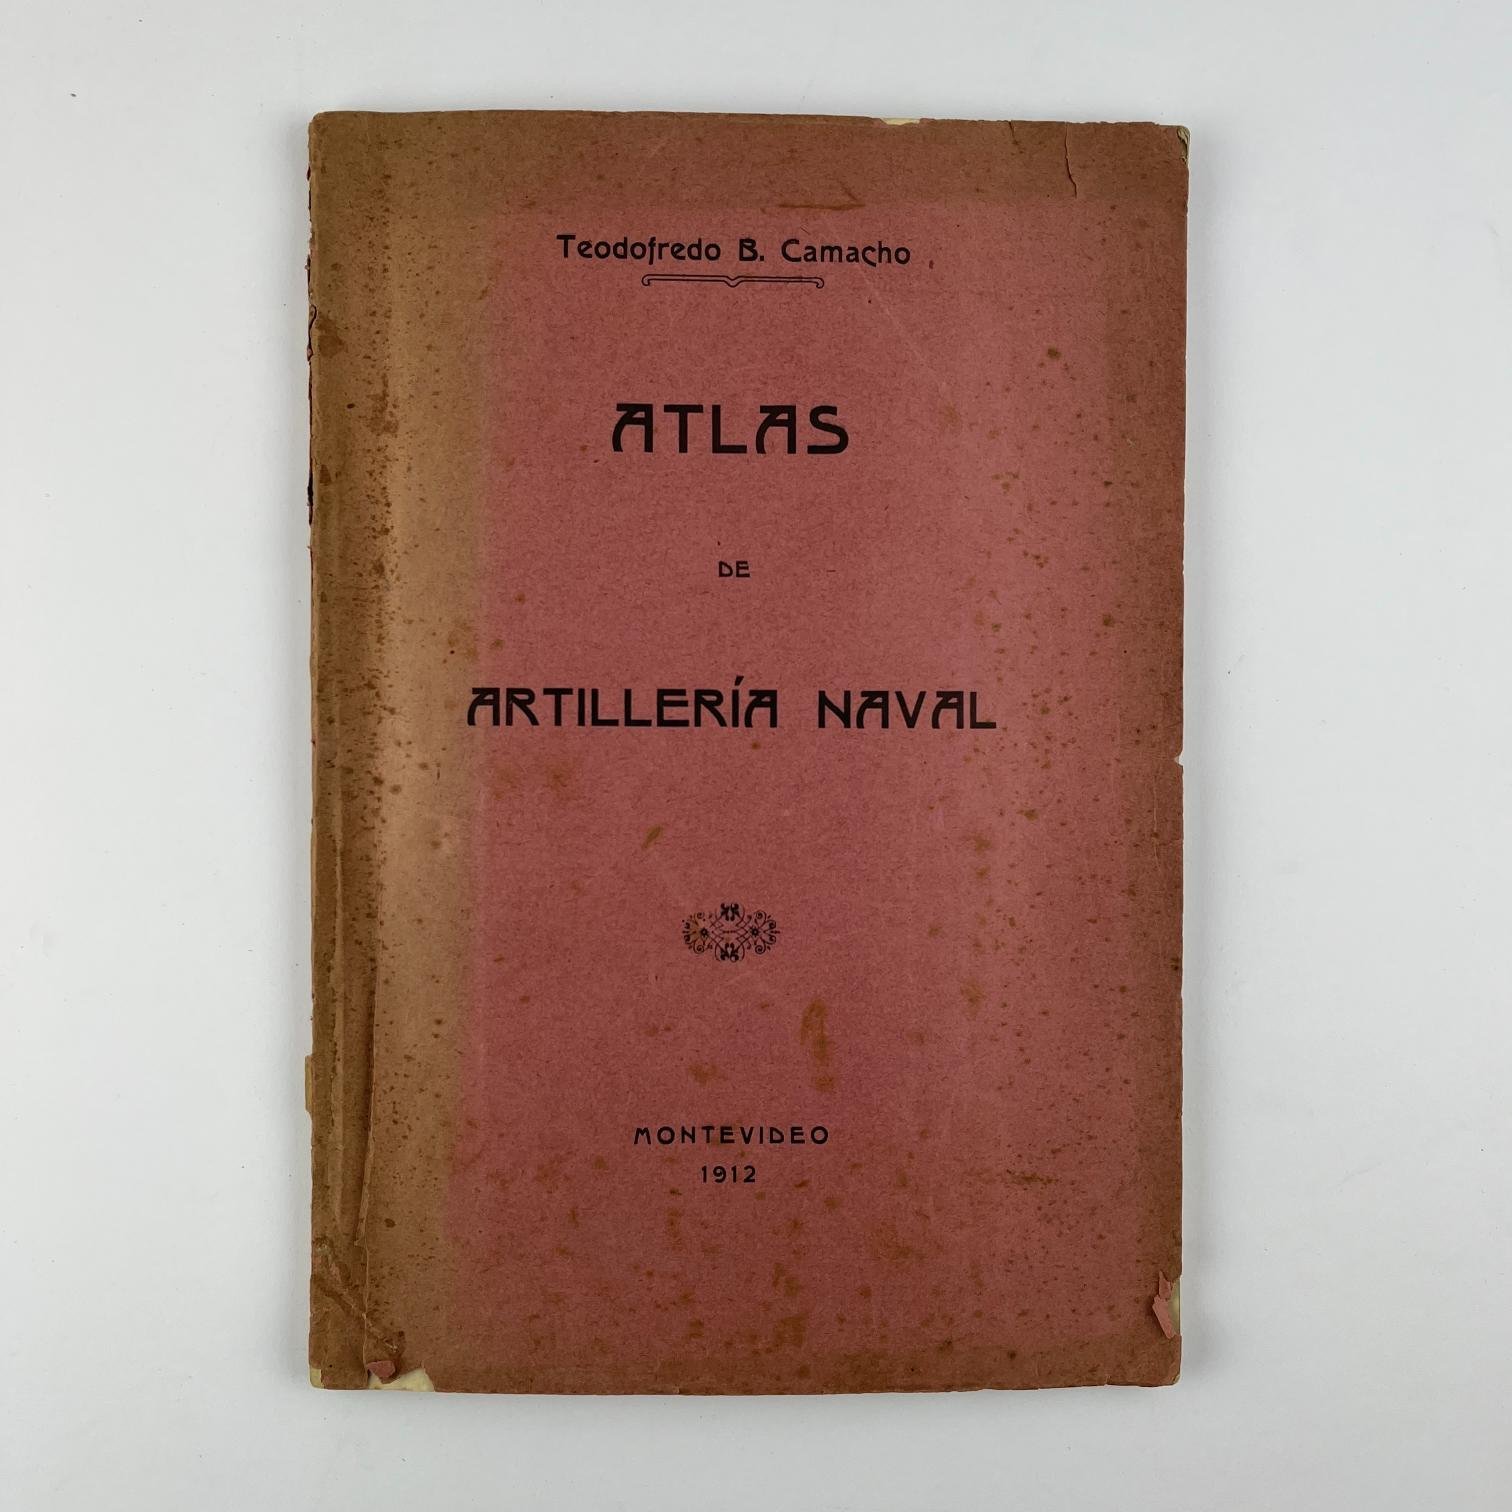 Teodofredo B. Camacho
ATLAS
DE
ARTILLERÍA NAVAL
MONTEVIDEO
1912